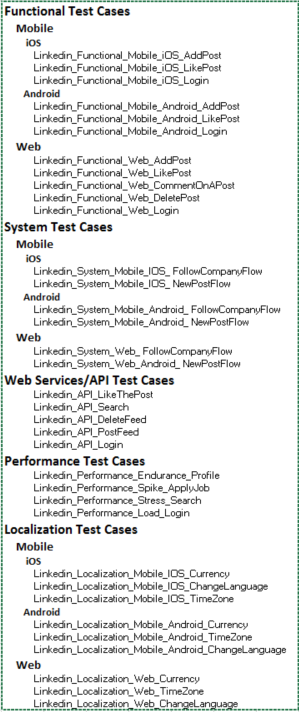 Functional Test Cases
Mobile
iOS
Linkedin_Functional_Mobile_iOS_AddPost
Linkedin_Functional_Mobile_iOS_LikePost
Linkedin_Functional_Mobile_iOS_Login
Android
Linkedin_Functional_Mobile_Android_AddPost
Linkedin_Functional_Mobile_Android_LikePost
Linkedin_Functional_Mobile_Android_Login
Web
Linkedin_Functional_Web_AddPost
Linkedin_Functional_Web_LikePost
Linkedin_Functional_Web_CommentOnAPost
Linkedin_Functional_Web_DeletePost
Linkedin_Functional_Web_Login
System Test Cases
Mobile
iOS
Linkedin_System_Mobile_IOS_ FollowCompanyFlow
Linkedin_System_Mobile_IOS_ NewPostFlow
Android
Linkedin_System_Mobile_Android_ FollowCompanyFlow
Linkedin_System_Mobile_Android_ NewPostFlow
Web
Linkedin_System_Web_ FollowCompanyFlow
Linkedin_System_Web_Android_ NewPostFlow
Web Services/API Test Cases
Linkedin_API_LikeThePost
Linkedin_API_Search
Linkedin_API_DeleteFeed
Linkedin_API_PostFeed
Linkedin_API_Login
Performance Test Cases
Linkedin_Performance_Endurance_Profile
Linkedin_Performance_Spike_ApplyJob
Linkedin_Performance_Stress_Search
Linkedin_Performance_Load_Login
Localization Test Cases
Mobile
iOS
Linkedin_Localization_Mobile_IOS_Currency
Linkedin_Localization_Mobile_IOS_ChangeLanguage
Linkedin_Localization_Mobile_IOS_TimeZone
Android
Linkedin_Localization_Mobile_Android_Currency
Linkedin_Localization_Mobile_Android_TimeZone
Linkedin_Localization_Mobile_Android_ChangeLanguage
Web
Linkedin_Localization_Web_Currency
Linkedin_Localization_Web_TimeZone
Linkedin_Localization_Web_ChangeLanguage